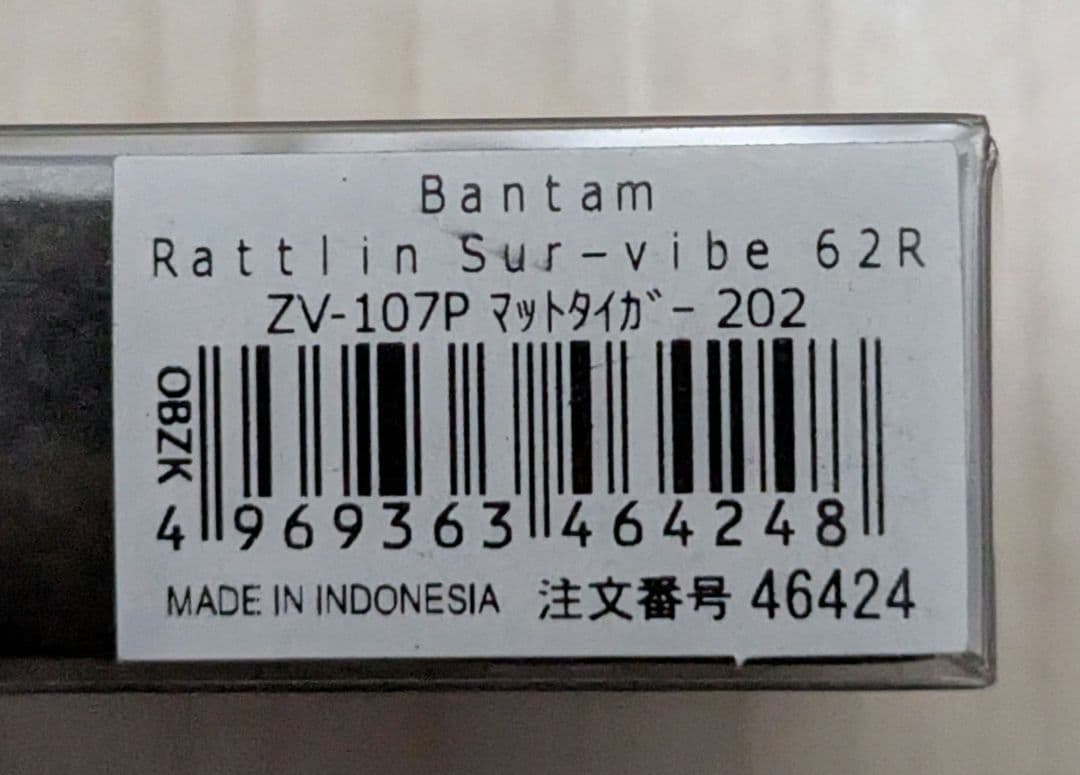 Bantam
Rattlin Sur-vibe 62R
ZV-107P ﾏｯﾄﾀｲｶﾞｰ 202
OBZK
4 969363 464248
MADE IN INDONESIA 注文番号 46424